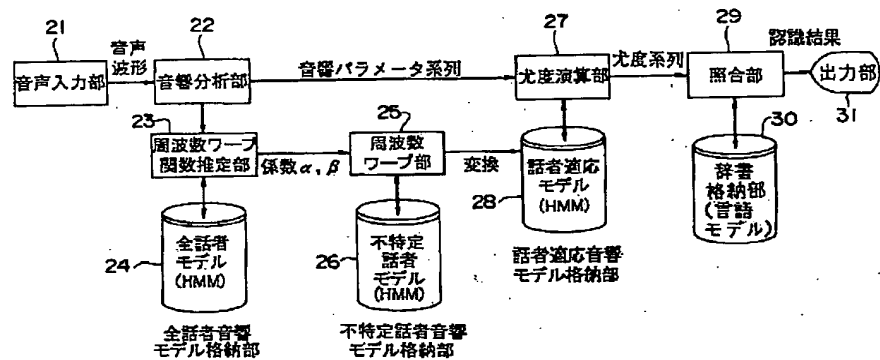 21
音声入力部
音声
波形
22
音響分析部
音響パラメータ系列
27
尤度演算部
尤度系列
29
照合部
認識結果
出力部
31
23
周波数ワープ
関数推定部
係数α,β
25
周波数
ワープ部
変換
28
話者適応
モデル
(HMM)
話者適応音響
モデル格納部
30
辞書
格納部
(言語
モデル)
24
全話者
モデル
(HMM)
全話者音響
モデル格納部
26
不特定
話者
モデル
(HMM)
不特定話者音響
モデル格納部